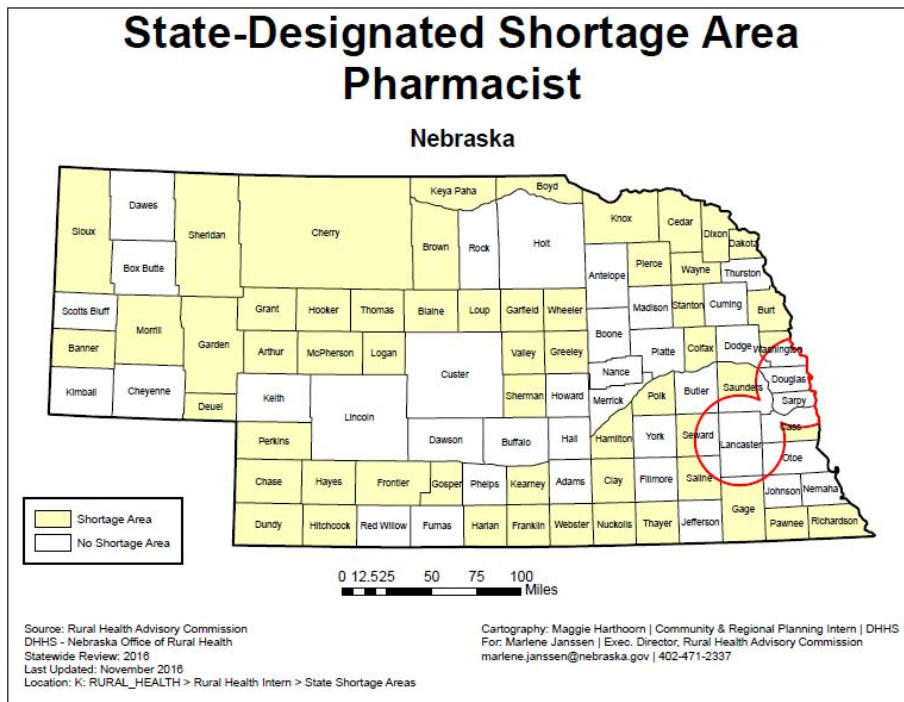 State-Designated Shortage Area
Pharmacist
Nebraska
Keya Paha
Boyd
Dawes
Sioux
Sheridan
Cherry
Brown
Rock
Holt
Knox
Cedar
Dixon
Dakota
Box Butte
Antelope
Pierce
Wayne
Thurston
Scotts Bluff
Morrill
Garden
Grant
Hooker
Thomas
Blaine
Loup
Garfield
Wheeler
Madison
Stanton
Cuming
Burt
Banner
Arthur
McPherson
Logan
Custer
Valley
Greeley
Boone
Platte
Colfax
Dodge
Washington
Kimball
Cheyenne
Deuel
Keith
Lincoln
Sherman
Howard
Nance
Merrick
Polk
Butler
Saunders
Douglas
Sarpy
Perkins
Dawson
Buffalo
Hall
Hamilton
York
Seward
Lancaster
Cass
Otoe
Chase
Hayes
Frontier
Gosper
Phelps
Kearney
Adams
Clay
Fillmore
Saline
Gage
Johnson
Nemaha
Dundy
Hitchcock
Red Willow
Furnas
Harlan
Franklin
Webster
Nuckolls
Thayer
Jefferson
Pawnee
Richardson
Shortage Area
No Shortage Area
0 12.525 50 75 100
Miles
Source: Rural Health Advisory Commission
DHHS - Nebraska Office of Rural Health
Statewide Review: 2016
Last Updated: November 2016
Location: K: RURAL_HEALTH > Rural Health Intern > State Shortage Areas
Cartography: Maggie Harthoorn | Community & Regional Planning Intern | DHHS
For: Marlene Janssen | Exec. Director, Rural Health Advisory Commission
marlene.janssen@nebraska.gov | 402-471-2337